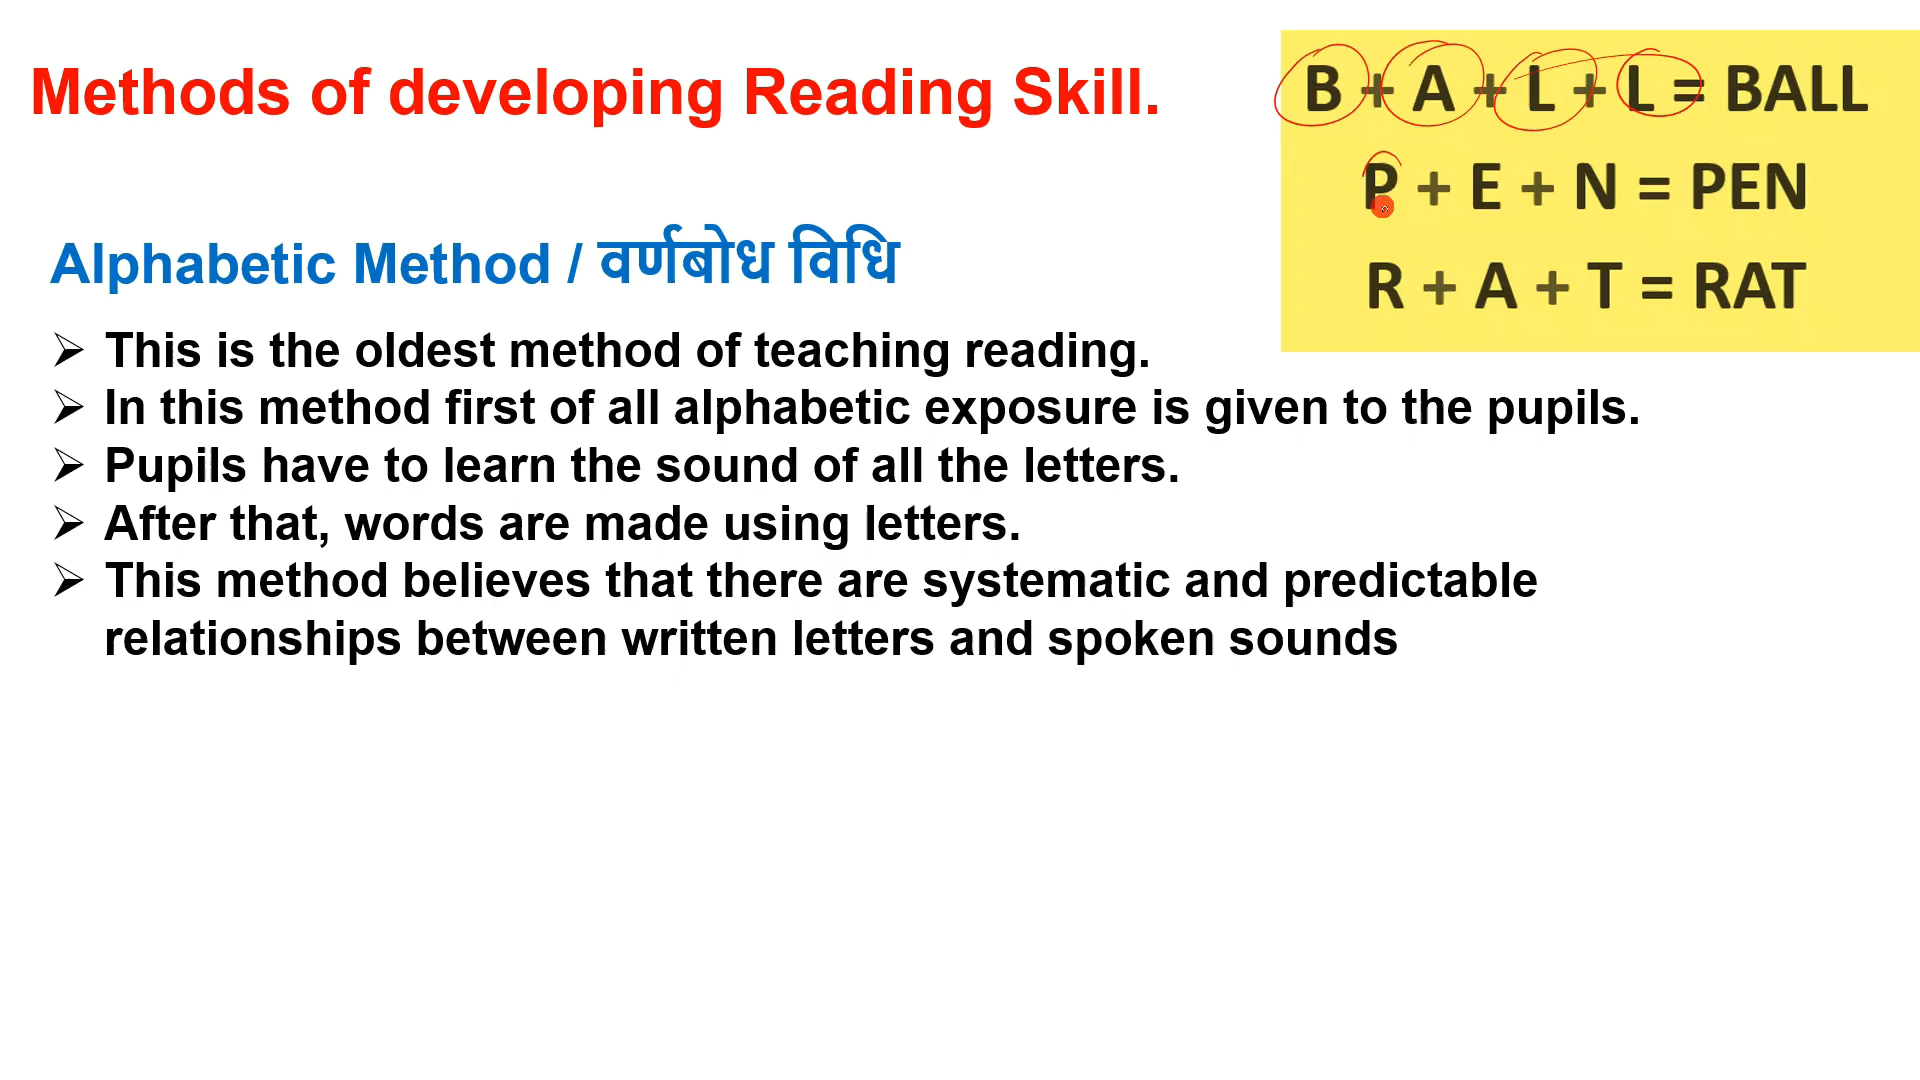 Methods of developing Reading Skill.
B + A + L + L = BALL
P + E + N = PEN
R + A + T = RAT
Alphabetic Method / वर्णबोध विधि
➢ This is the oldest method of teaching reading.
➢ In this method first of all alphabetic exposure is given to the pupils.
➢ Pupils have to learn the sound of all the letters.
➢ After that, words are made using letters.
➢ This method believes that there are systematic and predictable
relationships between written letters and spoken sounds